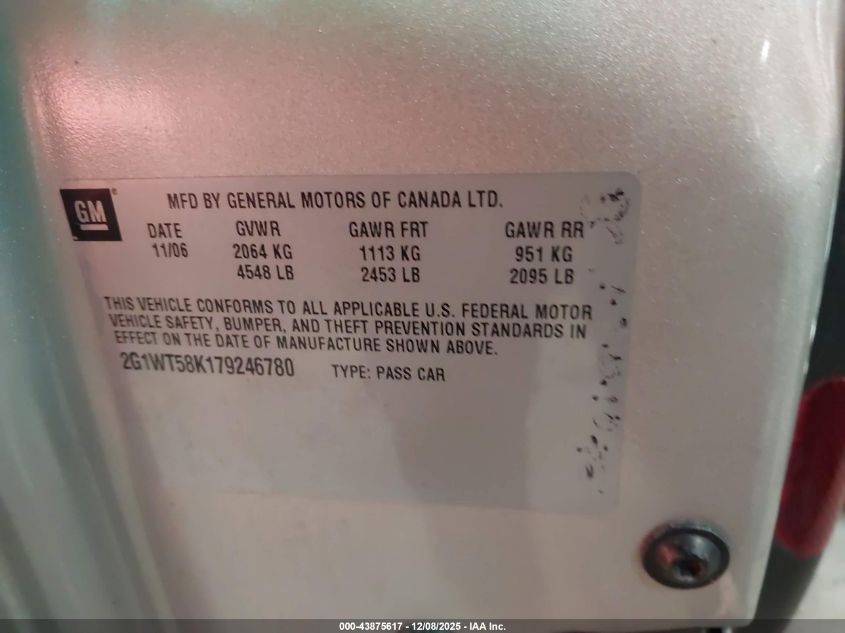 GM
MFD BY GENERAL MOTORS OF CANADA LTD.
DATE GVWR GAWR FRT GAWR RR
11/06 2064 KG 1113 KG 951 KG
4548 LB 2453 LB 2095 LB
THIS VEHICLE CONFORMS TO ALL APPLICABLE U.S. FEDERAL MOTOR
VEHICLE SAFETY, BUMPER, AND THEFT PREVENTION STANDARDS IN
EFFECT ON THE DATE OF MANUFACTURE SHOWN ABOVE.
2G1WT58K179246780 TYPE: PASS CAR
000-43875617 - 12/08/2025 - IAA Inc.